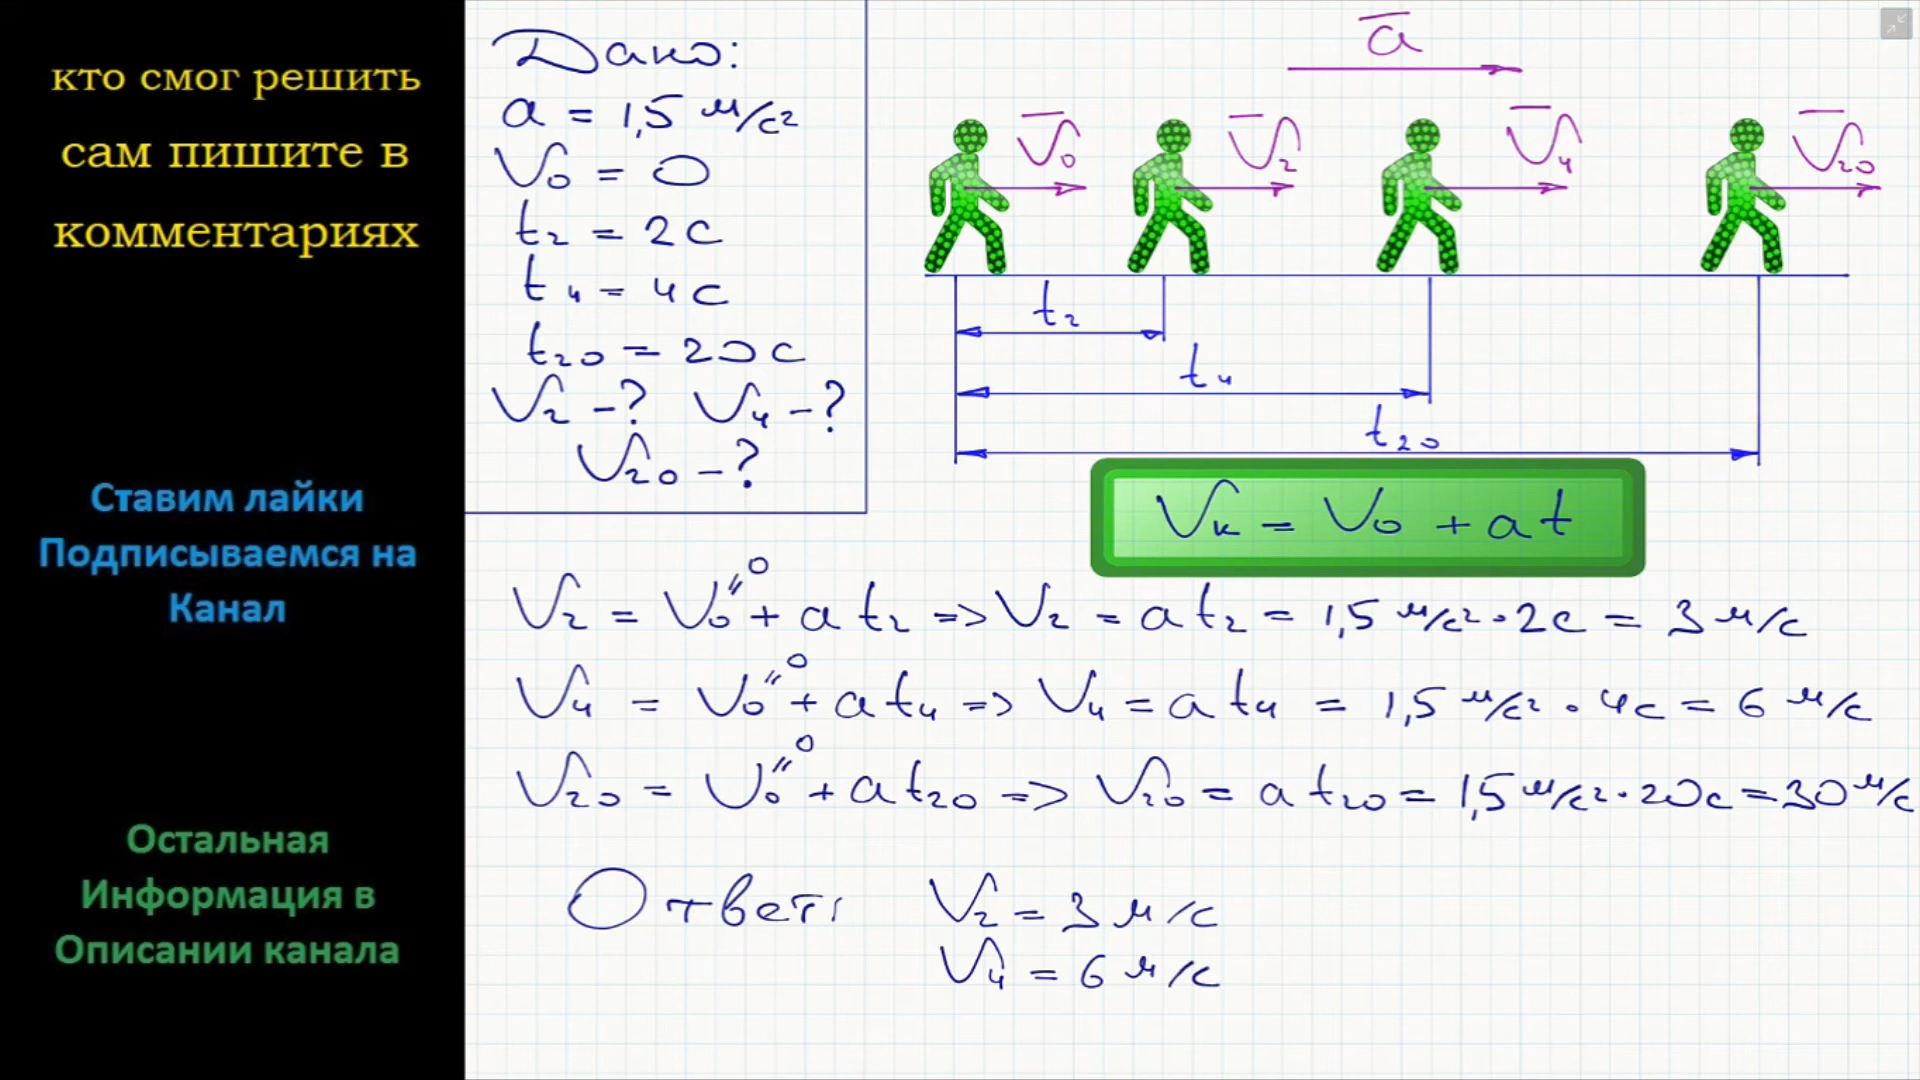 кто смог решить
сам пишите в
комментариях
Ставим лайки
Подписываемся на
Канал
Остальная
Информация в
Описании канала
Дано:
a = 1,5 м/с²
V₀ = 0
t₂ = 2с
t₄ = 4с
t₂₀ = 20с
V₂ - ? V₄ - ?
V₂₀ - ?
a
V₀ V₂ V₄ V₂₀
t₂
t₄
t₂₀
Vк = V₀ + at
V₂ = V₀ " 0 + at₂ => V₂ = at₂ = 1,5 м/с² · 2с = 3 м/с
V₄ = V₀ " 0 + at₄ => V₄ = at₄ = 1,5 м/с² · 4с = 6 м/с
V₂₀ = V₀ " 0 + at₂₀ => V₂₀ = at₂₀ = 1,5 м/с² · 20с = 30 м/с
Ответ: V₂ = 3 м/с
V₄ = 6 м/с